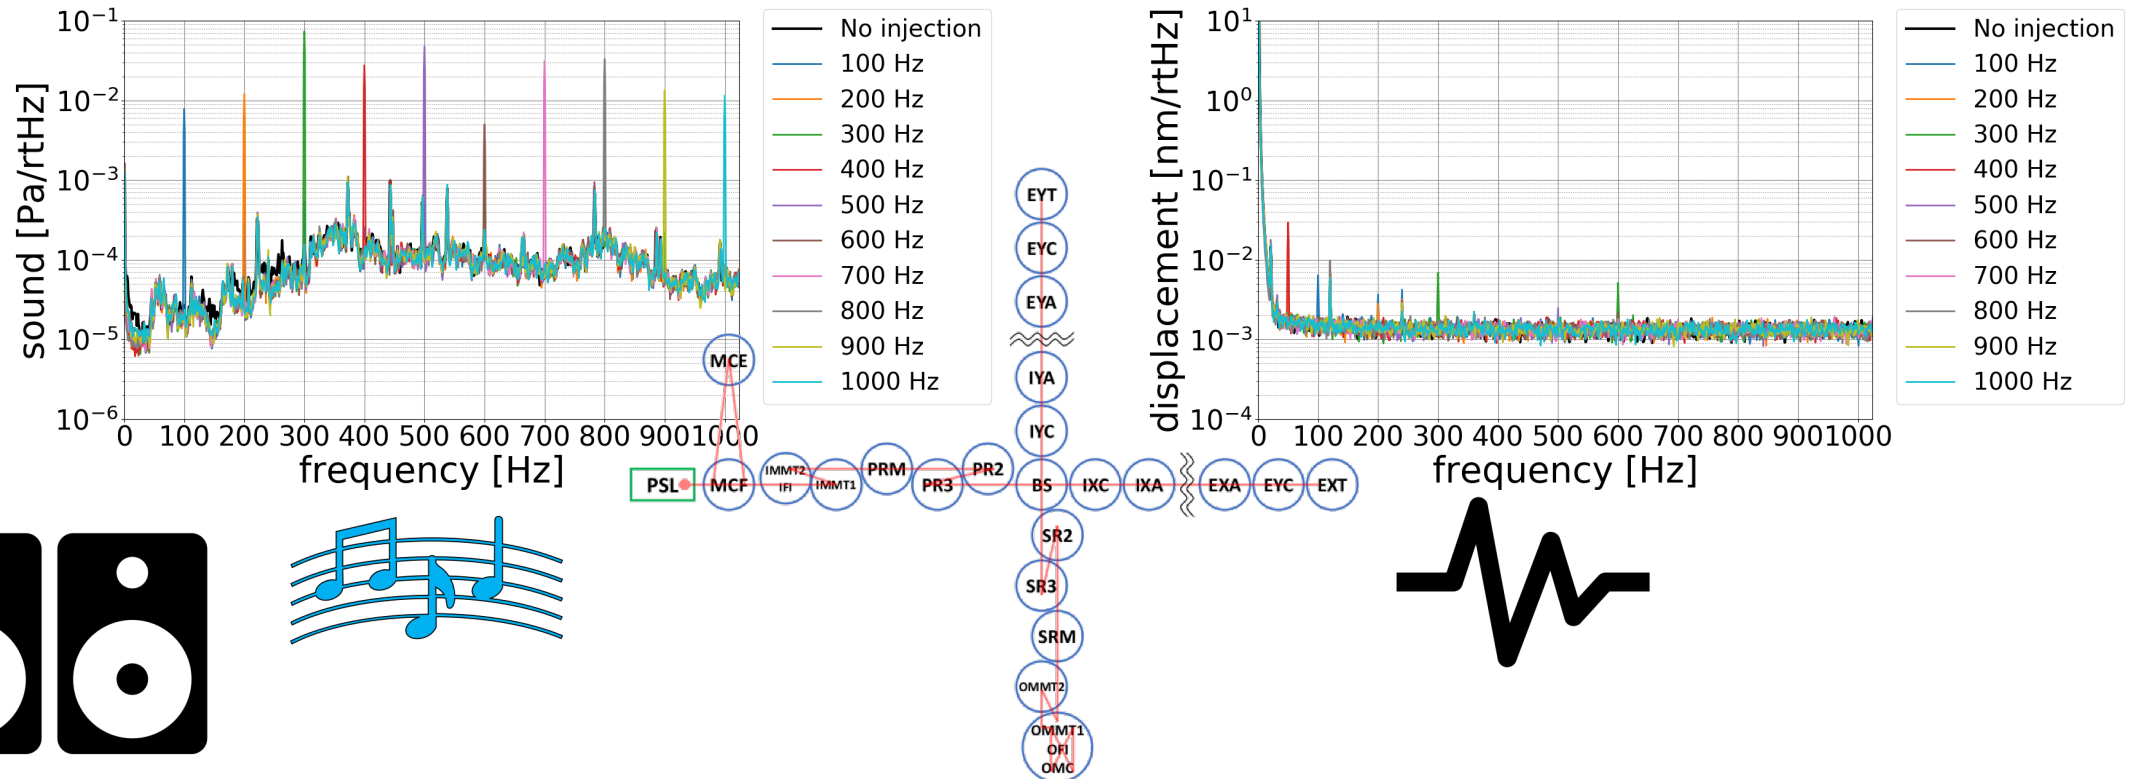 sound [Pa/rtHz]
10⁻¹
10⁻²
10⁻³
10⁻⁴
10⁻⁵
10⁻⁶
0 100 200 300 400 500 600 700 800 900 1000
frequency [Hz]
No injection
100 Hz
200 Hz
300 Hz
400 Hz
500 Hz
600 Hz
700 Hz
800 Hz
900 Hz
1000 Hz
displacement [nm/rtHz]
10¹
10⁰
10⁻¹
10⁻²
10⁻³
10⁻⁴
0 100 200 300 400 500 600 700 800 900 1000
frequency [Hz]
No injection
100 Hz
200 Hz
300 Hz
400 Hz
500 Hz
600 Hz
700 Hz
800 Hz
900 Hz
1000 Hz
EYT
EYC
EYA
IYA
IYC
MCE
PSL
MCF
IMMT2
IFI
IMMT1
PRM
PR3
PR2
BS
IXC
IXA
EXA
EYC
EXT
SR2
SR3
SRM
OMMT2
OMMT1
OFI
OMC